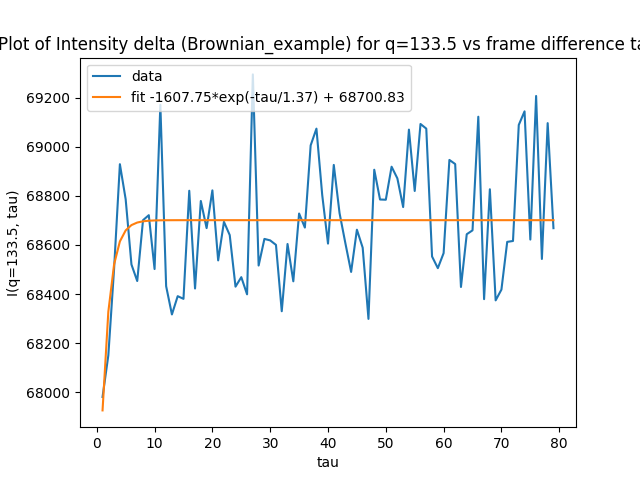 Plot of Intensity delta (Brownian_example) for q=133.5 vs frame difference ta
data
fit -1607.75*exp(-tau/1.37) + 68700.83
I(q=133.5, tau)
69200
69000
68800
68600
68400
68200
68000
0 10 20 30 40 50 60 70 80
tau